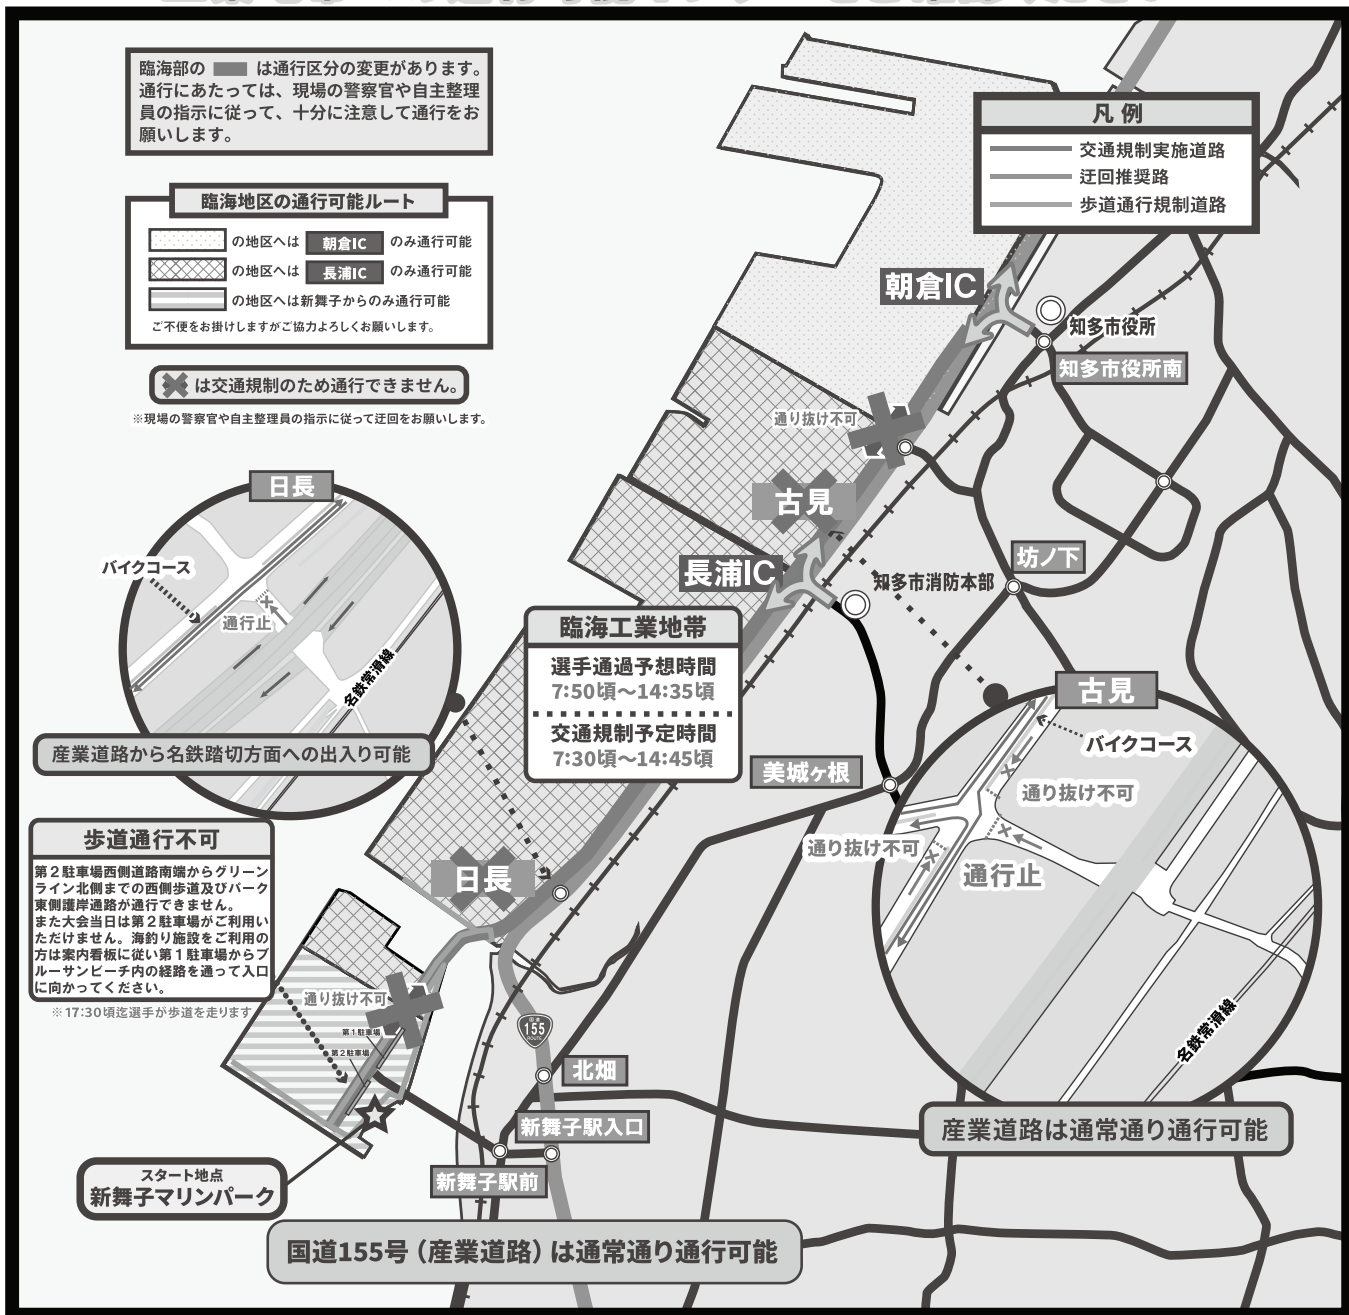 臨海部の は通行区分の変更があります。
通行にあたっては、現場の警察官や自主整理
員の指示に従って、十分に注意して通行をお
願いします。
臨海地区の通行可能ルート
の地区へは 朝倉IC のみ通行可能
の地区へは 長浦IC のみ通行可能
の地区へは新舞子からのみ通行可能
ご不便をお掛けしますがご協力よろしくお願いします。
は交通規制のため通行できません。
※現場の警察官や自主整理員の指示に従って迂回をお願いします。
凡例
交通規制実施道路
迂回推奨路
歩道通行規制道路
朝倉IC
知多市役所
知多市役所南
通り抜け不可
古見
長浦IC
知多市消防本部
坊ノ下
日長
バイクコース
通行止
名鉄常滑線
産業道路から名鉄踏切方面への出入り可能
臨海工業地帯
選手通過予想時間
7:50頃〜14:35頃
交通規制予定時間
7:30頃〜14:45頃
美城ヶ根
古見
バイクコース
通り抜け不可
通り抜け不可
通行止
名鉄常滑線
産業道路は通常通り通行可能
日長
歩道通行不可
第2駐車場西側道路南端からグリーン
ライン北側までの西側歩道及びパーク
東側護岸通路が通行できません。
また大会当日は第2駐車場がご利用い
ただけません。海釣り施設をご利用の
方は案内看板に従い第1駐車場からブ
ルーサンビーチ内の経路を通って入口
に向かってください。
※17:30頃迄選手が歩道を走ります
通り抜け不可
第1駐車場
第2駐車場
国道
155
ROUTE
北畑
新舞子駅入口
新舞子駅前
スタート地点
新舞子マリンパーク
国道155号（産業道路）は通常通り通行可能